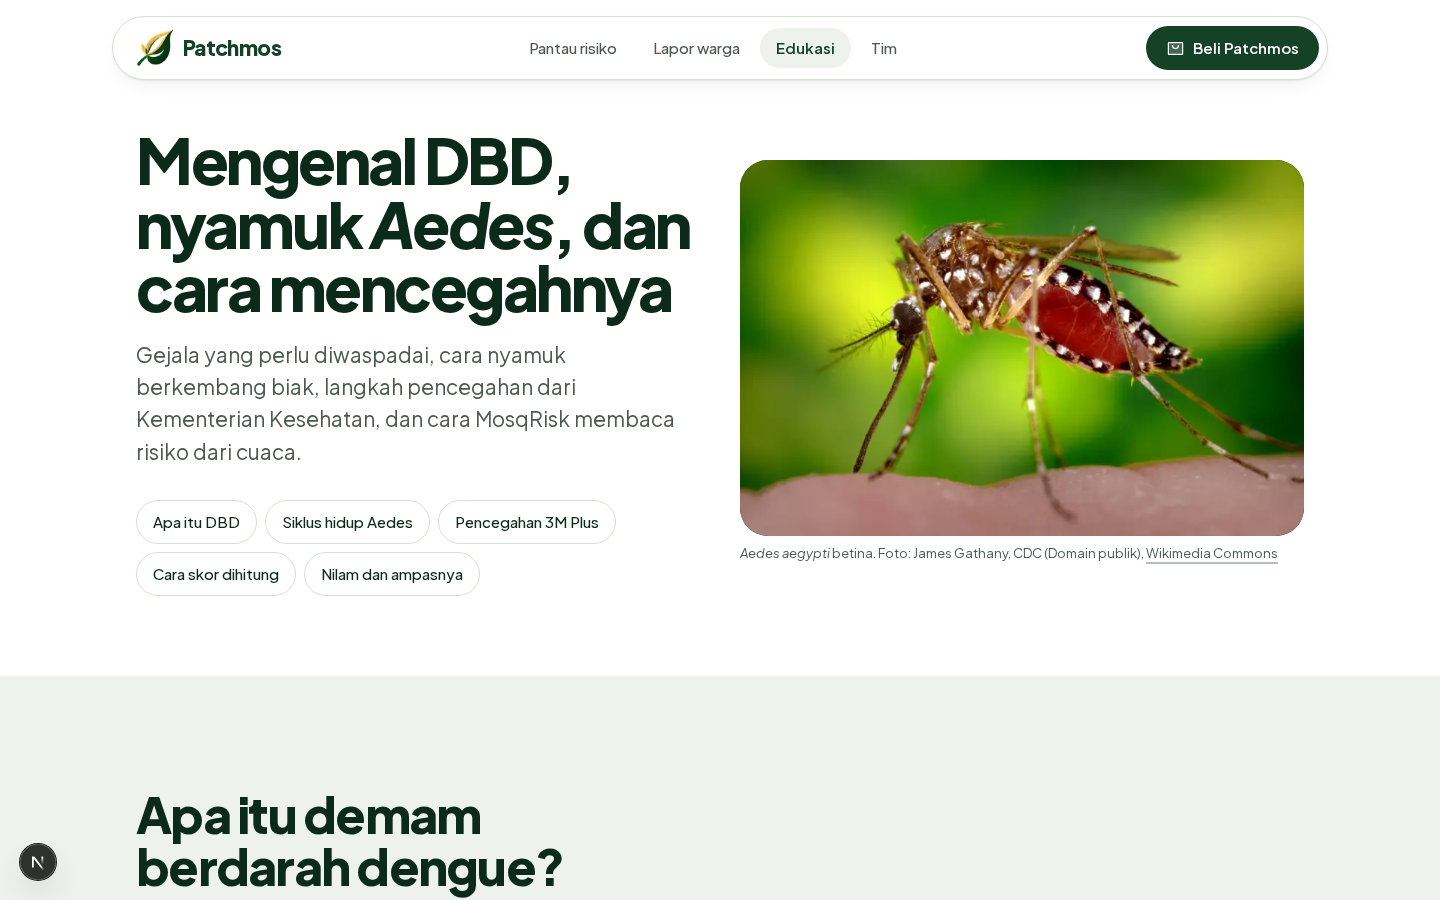 Patchmos
Pantau risiko
Lapor warga
Edukasi
Tim
Beli Patchmos
Mengenal DBD,
nyamuk Aedes, dan
cara mencegahnya
Gejala yang perlu diwaspadai, cara nyamuk
berkembang biak, langkah pencegahan dari
Kementerian Kesehatan, dan cara MosqRisk membaca
risiko dari cuaca.
Apa itu DBD
Siklus hidup Aedes
Pencegahan 3M Plus
Cara skor dihitung
Nilam dan ampasnya
Aedes aegypti betina. Foto: James Gathany, CDC (Domain publik), Wikimedia Commons
Apa itu demam
berdarah dengue?
N